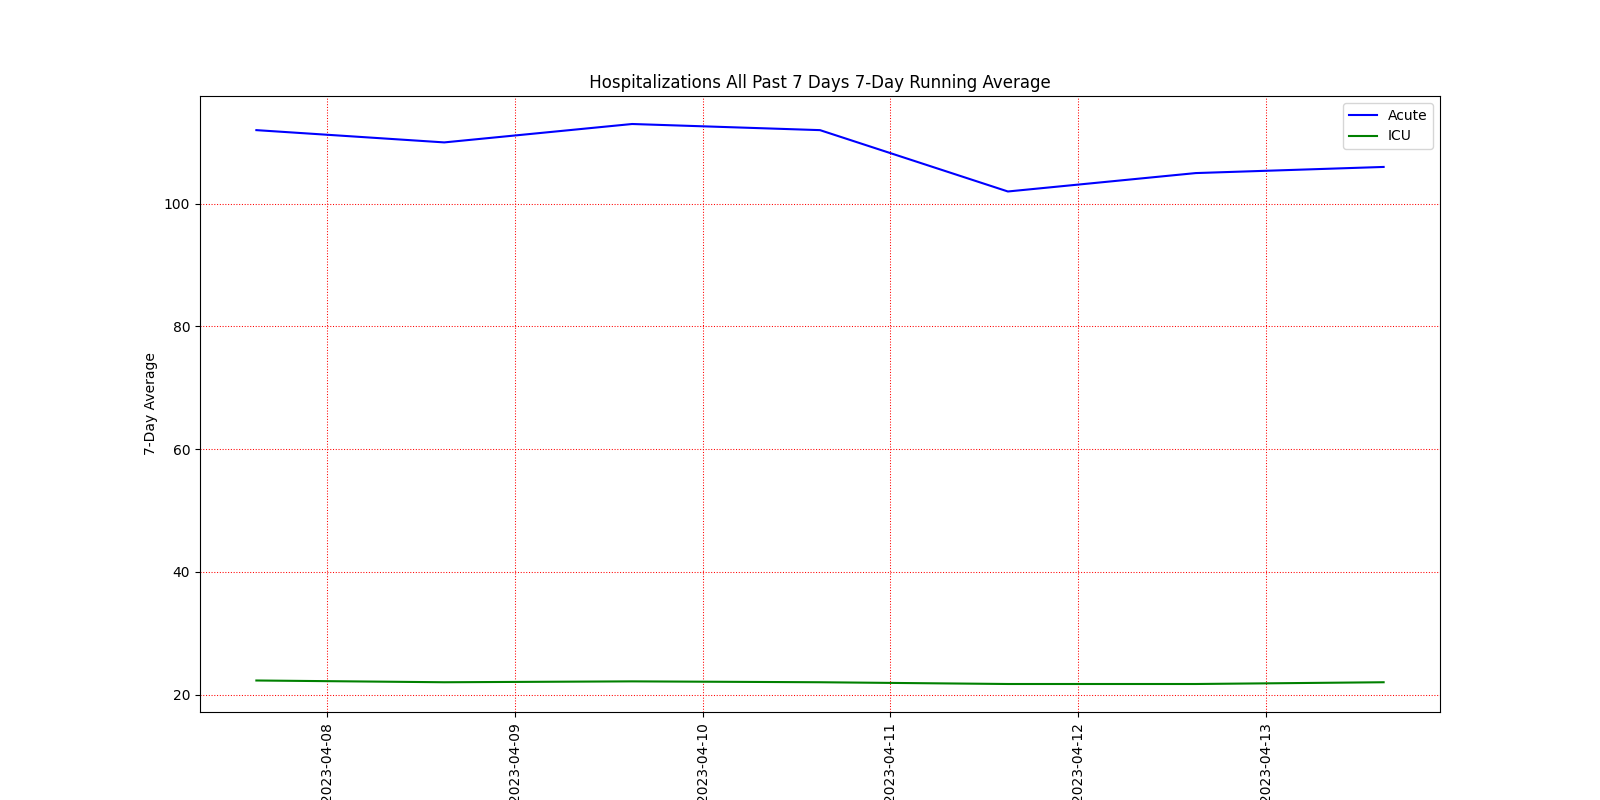 Hospitalizations All Past 7 Days 7-Day Running Average
Acute
ICU
100
80
60
40
20
7-Day Average
2023-04-08
2023-04-09
2023-04-10
2023-04-11
2023-04-12
2023-04-13